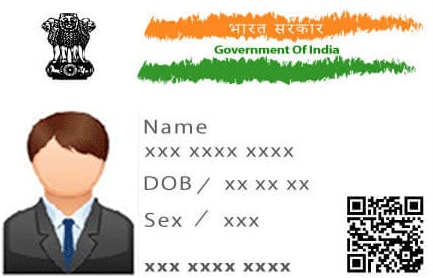 भारत सरकार
Government Of India
Name
xxx xxxx xxxx
DOB / xx xx xx
Sex / xxx
xxx xxxx xxxx